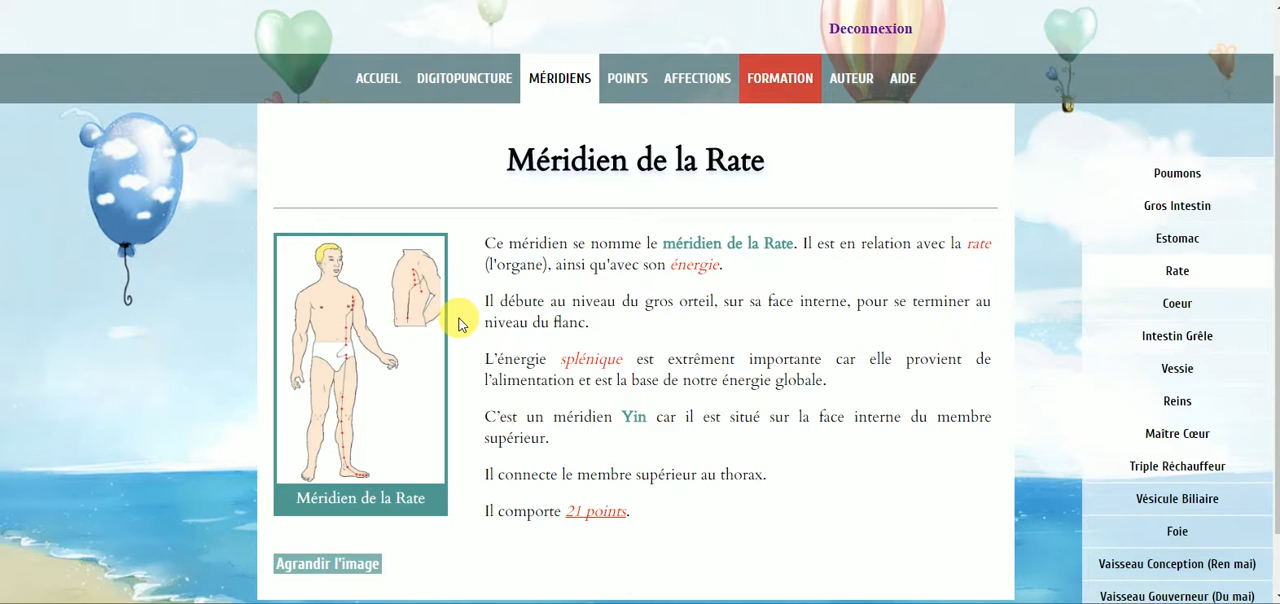 Deconnexion
ACCUEIL DIGITOPUNCTURE MÉRIDIENS POINTS AFFECTIONS FORMATION AUTEUR AIDE
Méridien de la Rate
Ce méridien se nomme le méridien de la Rate. Il est en relation avec la rate
(l'organe), ainsi qu'avec son énergie.
Il débute au niveau du gros orteil, sur sa face interne, pour se terminer au
niveau du flanc.
L'énergie splénique est extrêment importante car elle provient de
l'alimentation et est la base de notre énergie globale.
C'est un méridien Yin car il est situé sur la face interne du membre
supérieur.
Il connecte le membre supérieur au thorax.
Il comporte 21 points.
Méridien de la Rate
Agrandir l'image
Poumons
Gros Intestin
Estomac
Rate
Coeur
Intestin Grêle
Vessie
Reins
Maître Cœur
Triple Réchauffeur
Vésicule Biliaire
Foie
Vaisseau Conception (Ren mai)
Vaisseau Gouverneur (Du mai)